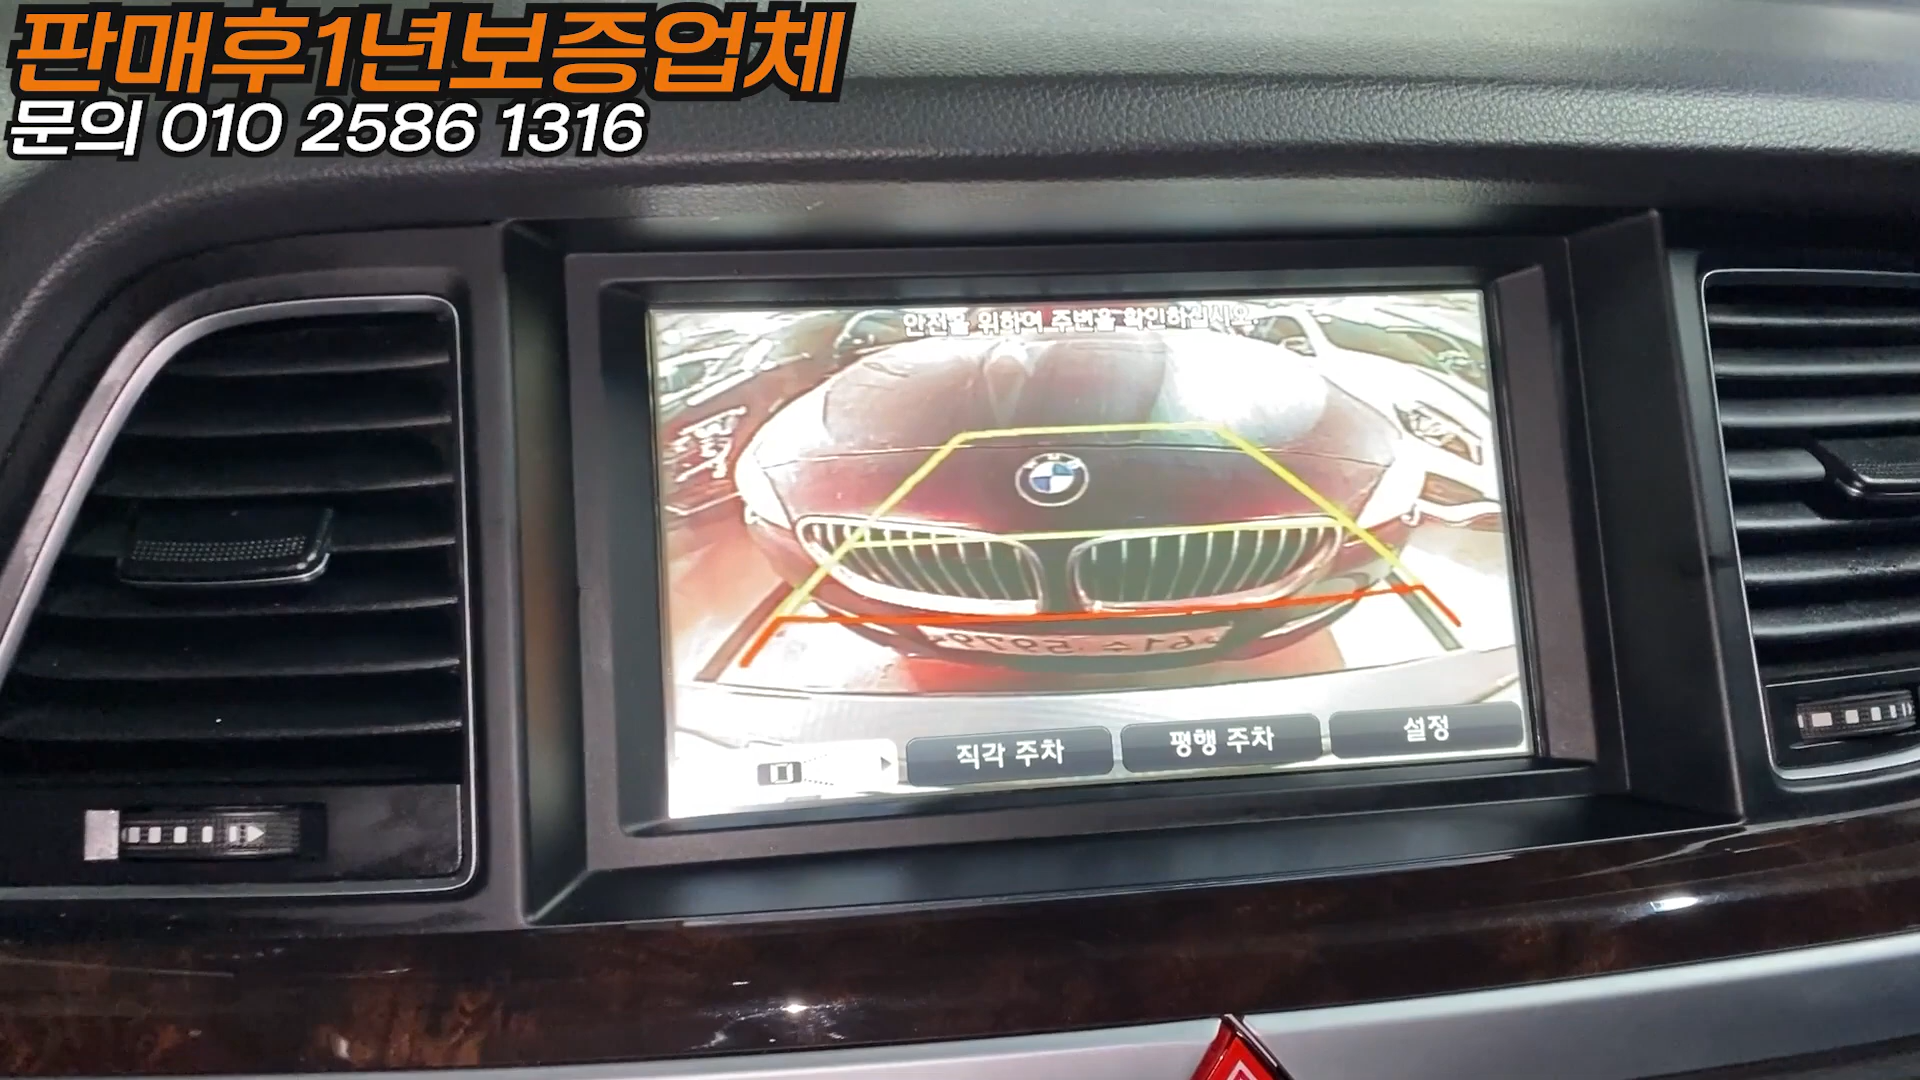 판매후1년보증업체
문의 010 2586 1316
안전을 위하여 주변을 확인하십시오.
BMW
직각 주차
평행 주차
설정